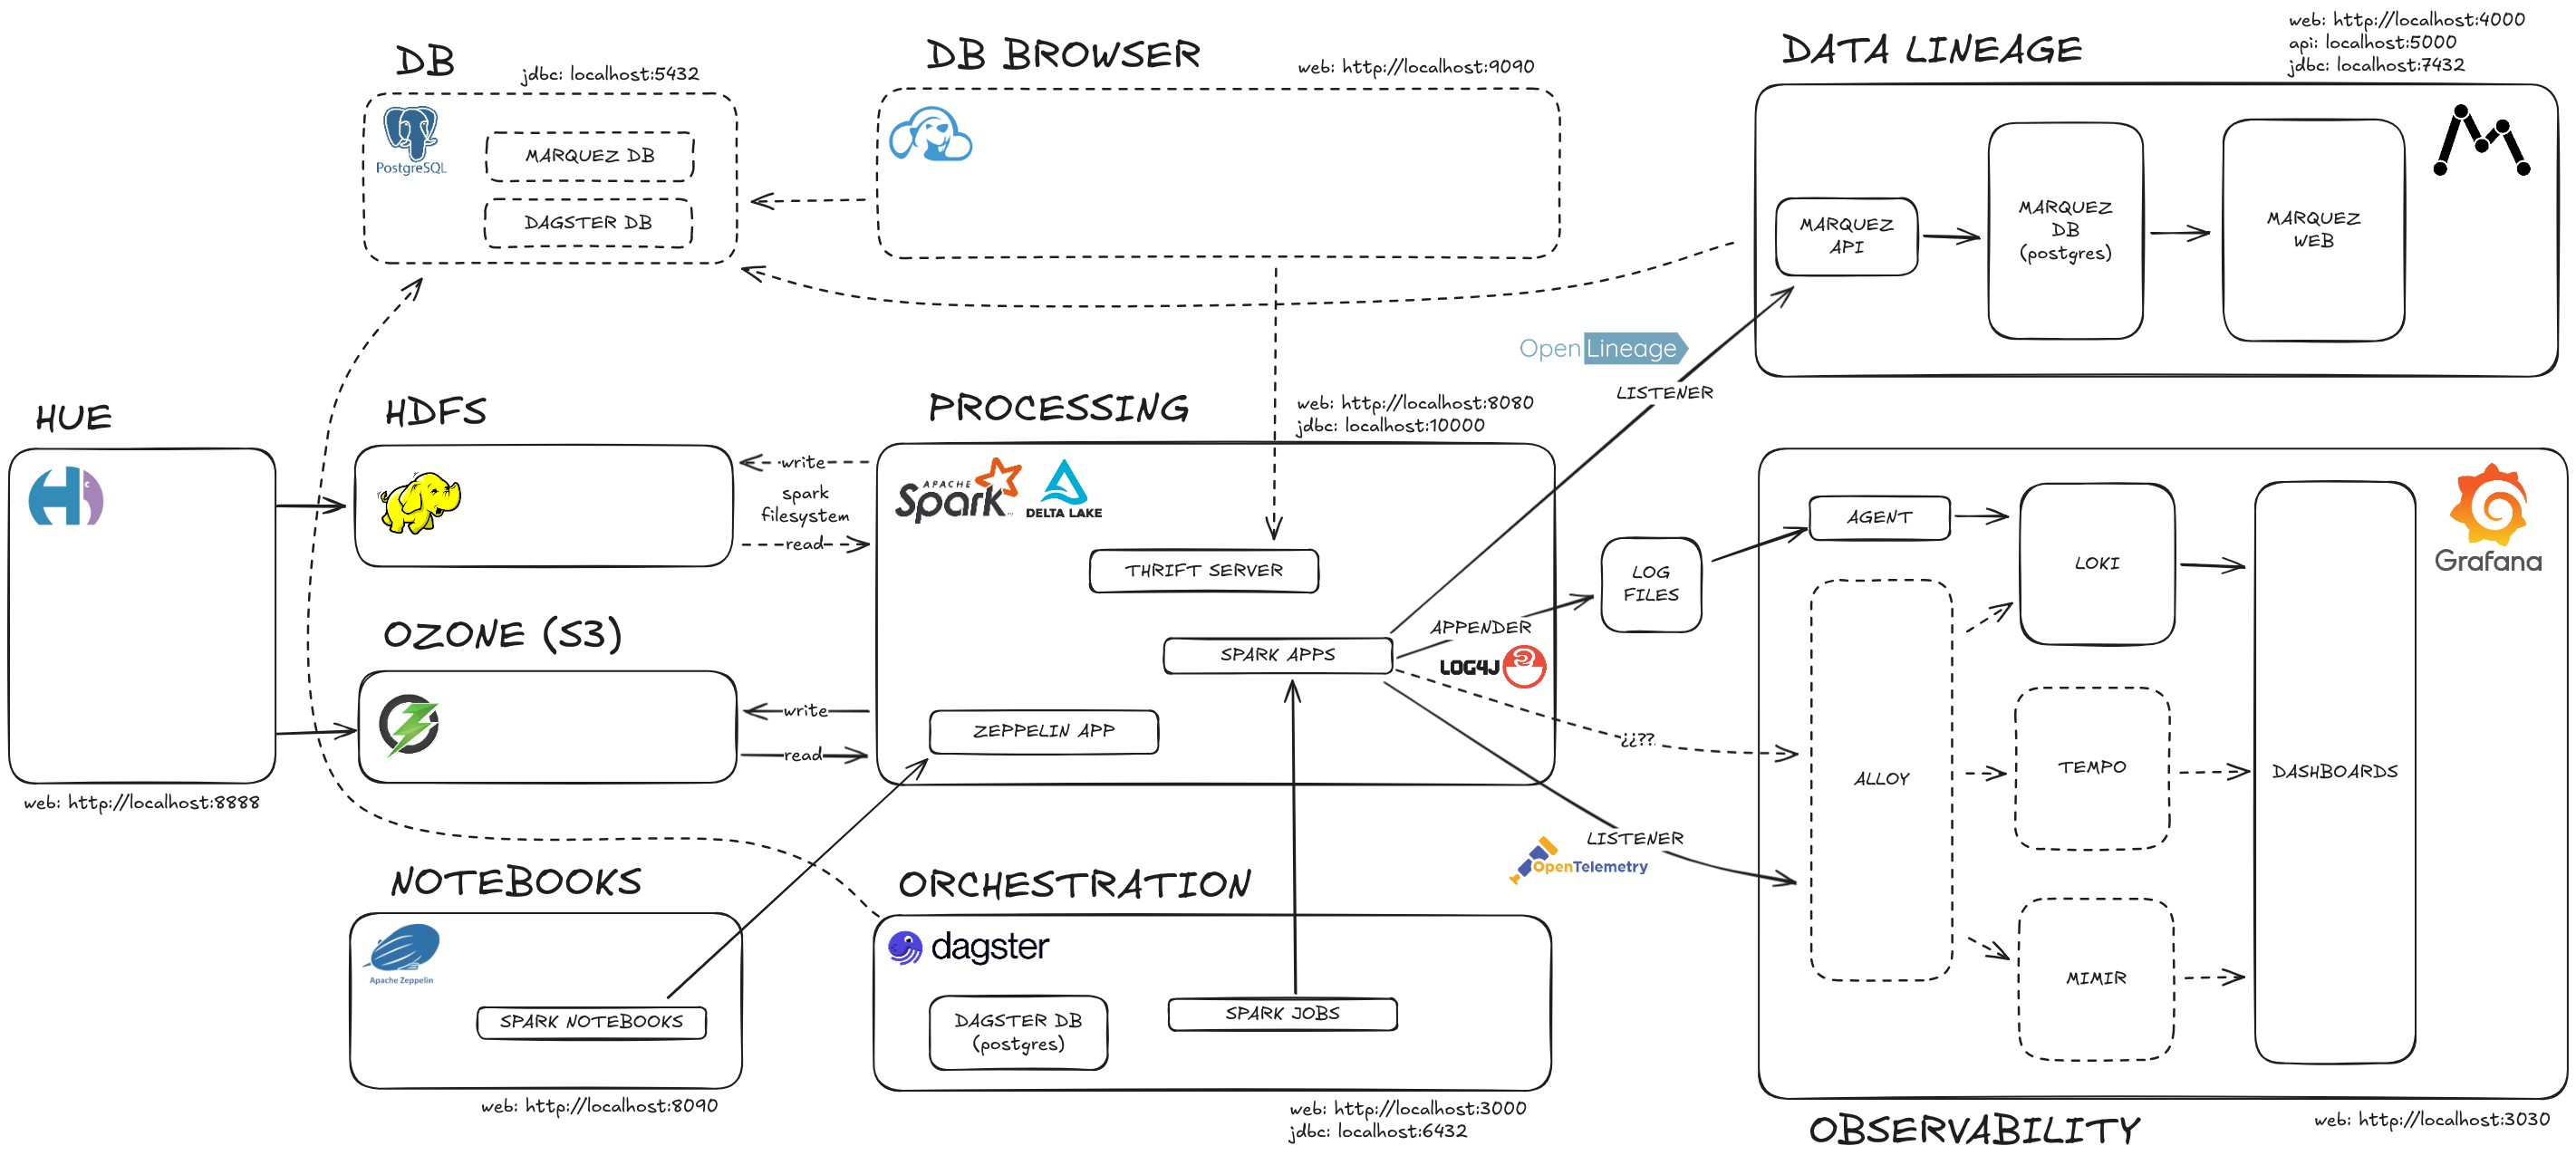 DB
jdbc: localhost:5432
PostgreSQL
MARQUEZ DB
DAGSTER DB
DB BROWSER
web: http://localhost:9090
DATA LINEAGE
web: http://localhost:4000
api: localhost:5000
jdbc: localhost:7432
MARQUEZ
API
MARQUEZ
DB
(postgres)
MARQUEZ
WEB
OpenLineage
LISTENER
HUE
web: http://localhost:8888
HDFS
write
spark
filesystem
read
OZONE (S3)
write
read
PROCESSING
web: http://localhost:8080
jdbc: localhost:10000
APACHE
Spark
DELTA LAKE
THRIFT SERVER
SPARK APPS
ZEPPELIN APP
APPENDER
LOG4J
LOG
FILES
¿¿??
LISTENER
OpenTelemetry
AGENT
LOKI
ALLOY
TEMPO
MIMIR
DASHBOARDS
Grafana
OBSERVABILITY
web: http://localhost:3030
NOTEBOOKS
Apache Zeppelin
SPARK NOTEBOOKS
web: http://localhost:8090
ORCHESTRATION
dagster
DAGSTER DB
(postgres)
SPARK JOBS
web: http://localhost:3000
jdbc: localhost:6432